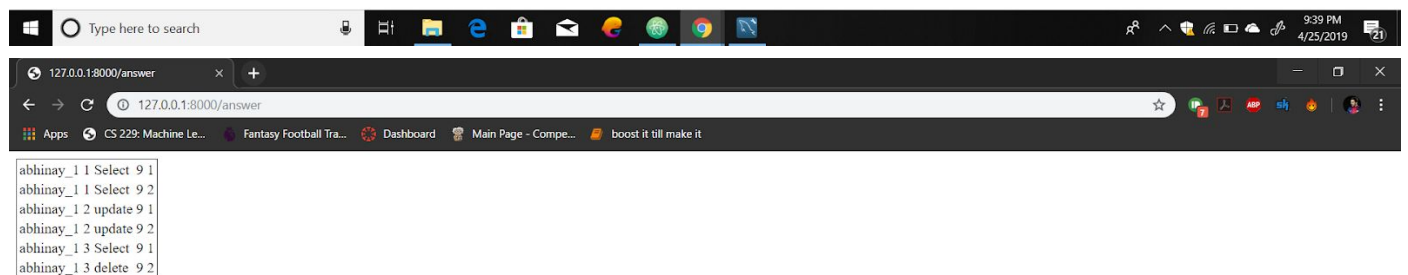 Type here to search
9:39 PM
4/25/2019
21
127.0.0.1:8000/answer
127.0.0.1:8000/answer
IP 7 ABP
Apps CS 229: Machine Le... Fantasy Football Tra... Dashboard Main Page - Compe... boost it till make it
abhinay_1 1 Select 9 1
abhinay_1 1 Select 9 2
abhinay_1 2 update 9 1
abhinay_1 2 update 9 2
abhinay_1 3 Select 9 1
abhinay_1 3 delete 9 2